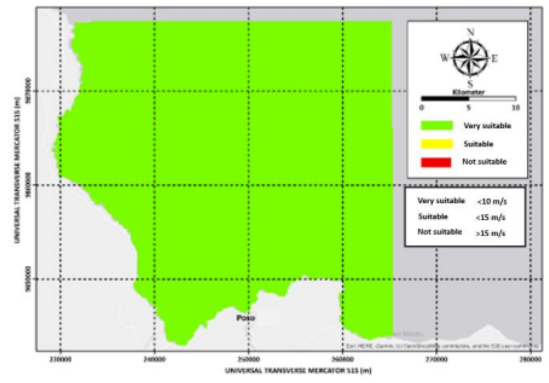 N
W E
S
Kilometer
0 5 10
Very suitable
Suitable
Not suitable
Very suitable <10 m/s
Suitable <15 m/s
Not suitable >15 m/s
9870000
9860000
9850000
UNIVERSAL TRANSVERSE MERCATOR 51S (m)
Poso
230000 240000 250000 260000 270000 280000
UNIVERSAL TRANSVERSE MERCATOR 51S (m)